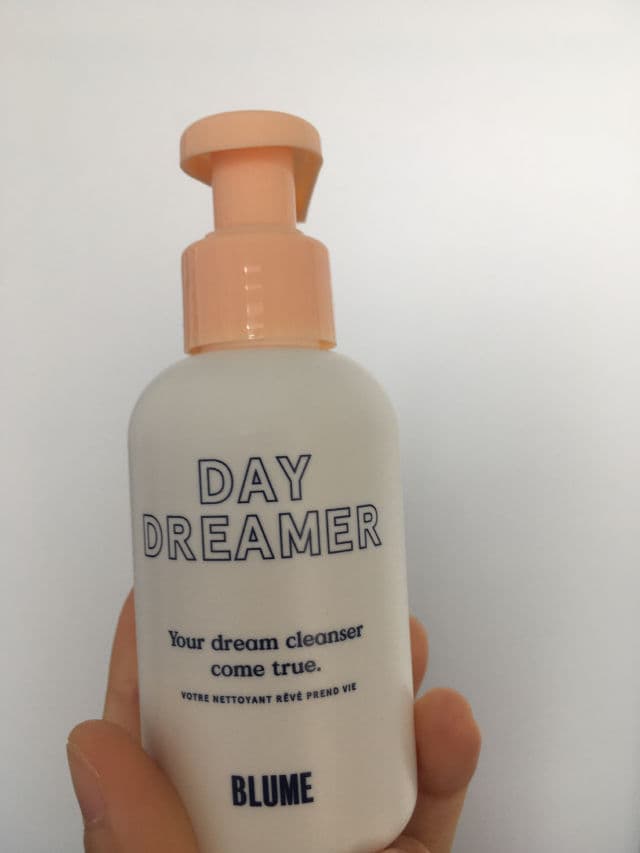 DAY
DREAMER
Your dream cleanser
come true.
VOTRE NETTOYANT RÊVÉ PREND VIE
BLUME